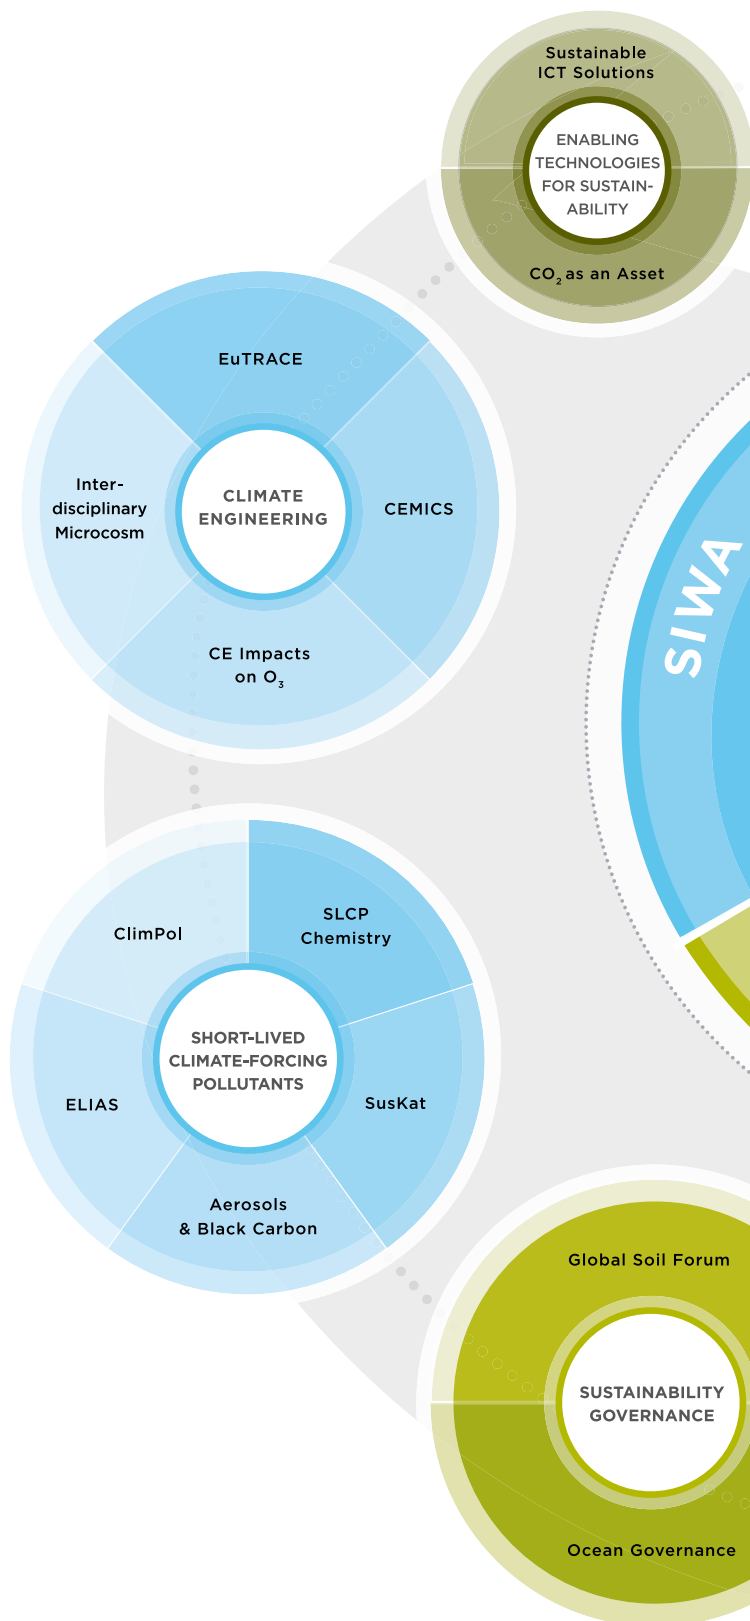 Sustainable
ICT Solutions
ENABLING
TECHNOLOGIES
FOR SUSTAIN-
ABILITY
CO₂ as an Asset
EuTRACE
Inter-
disciplinary
Microcosm
CLIMATE
ENGINEERING
CEMICS
CE Impacts
on O₃
SIWA
ClimPol
SLCP
Chemistry
SHORT-LIVED
CLIMATE-FORCING
POLLUTANTS
ELIAS
SusKat
Aerosols
& Black Carbon
Global Soil Forum
SUSTAINABILITY
GOVERNANCE
Ocean Governance